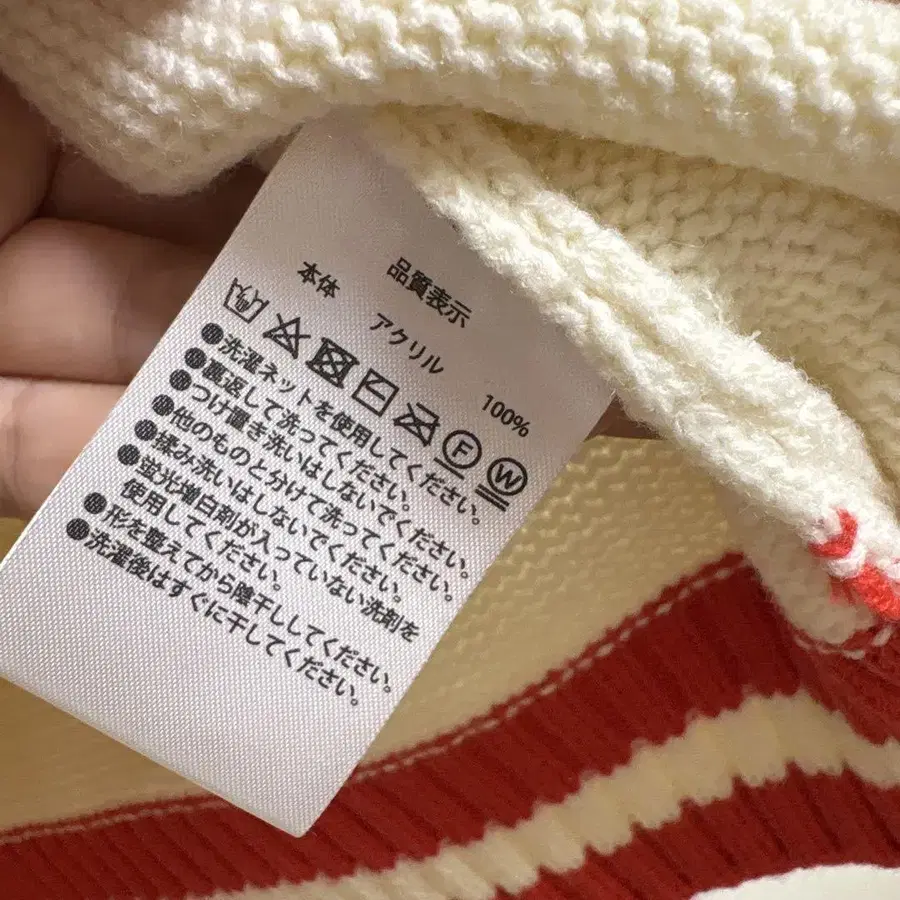 品質表示
本体 アクリル 100%
Ⓕ Ⓦ
●洗濯ネットを使用してください。
●裏返して洗ってください。
●つけ置き洗いはしないでください。
●他のものと分けて洗ってください。
●揉み洗いはしないでください。
●蛍光増白剤が入っていない洗剤を
使用してください。
●形を整えてから陰干ししてください。
●洗濯後はすぐに干してください。